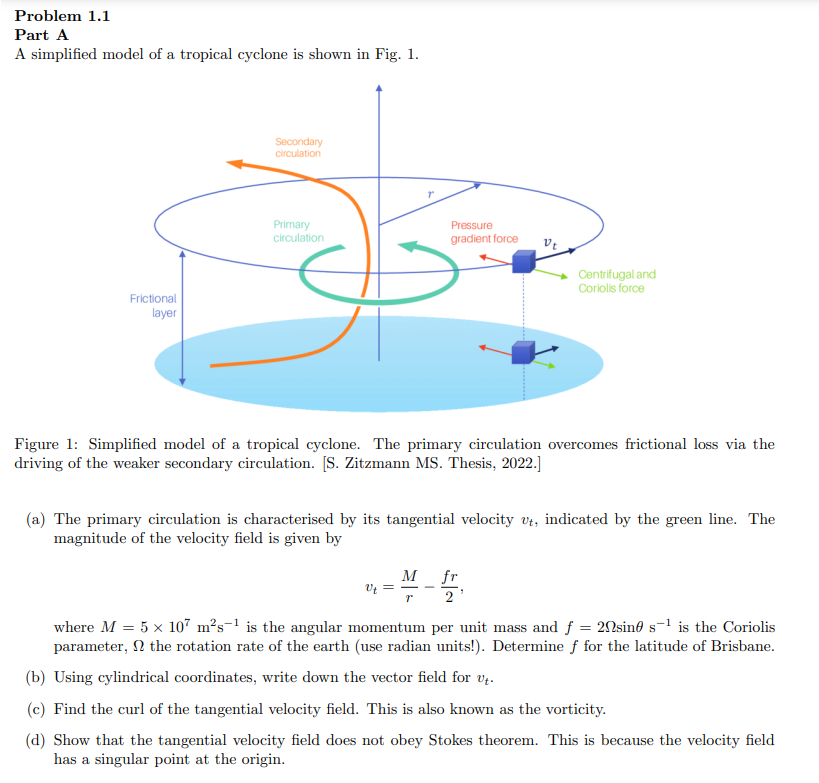 Problem 1.1
Part A
A simplified model of a tropical cyclone is shown in Fig. 1.
Secondary
circulation
r
Primary
circulation
Pressure
gradient force
vₜ
Centrifugal and
Coriolis force
Frictional
layer
Figure 1: Simplified model of a tropical cyclone. The primary circulation overcomes frictional loss via the
driving of the weaker secondary circulation. [S. Zitzmann MS. Thesis, 2022.]
(a) The primary circulation is characterised by its tangential velocity vₜ, indicated by the green line. The
magnitude of the velocity field is given by
vₜ = M/r − fr/2,
where M = 5 × 10⁷ m²s⁻¹ is the angular momentum per unit mass and f = 2Ωsinθ s⁻¹ is the Coriolis
parameter, Ω the rotation rate of the earth (use radian units!). Determine f for the latitude of Brisbane.
(b) Using cylindrical coordinates, write down the vector field for vₜ.
(c) Find the curl of the tangential velocity field. This is also known as the vorticity.
(d) Show that the tangential velocity field does not obey Stokes theorem. This is because the velocity field
has a singular point at the origin.